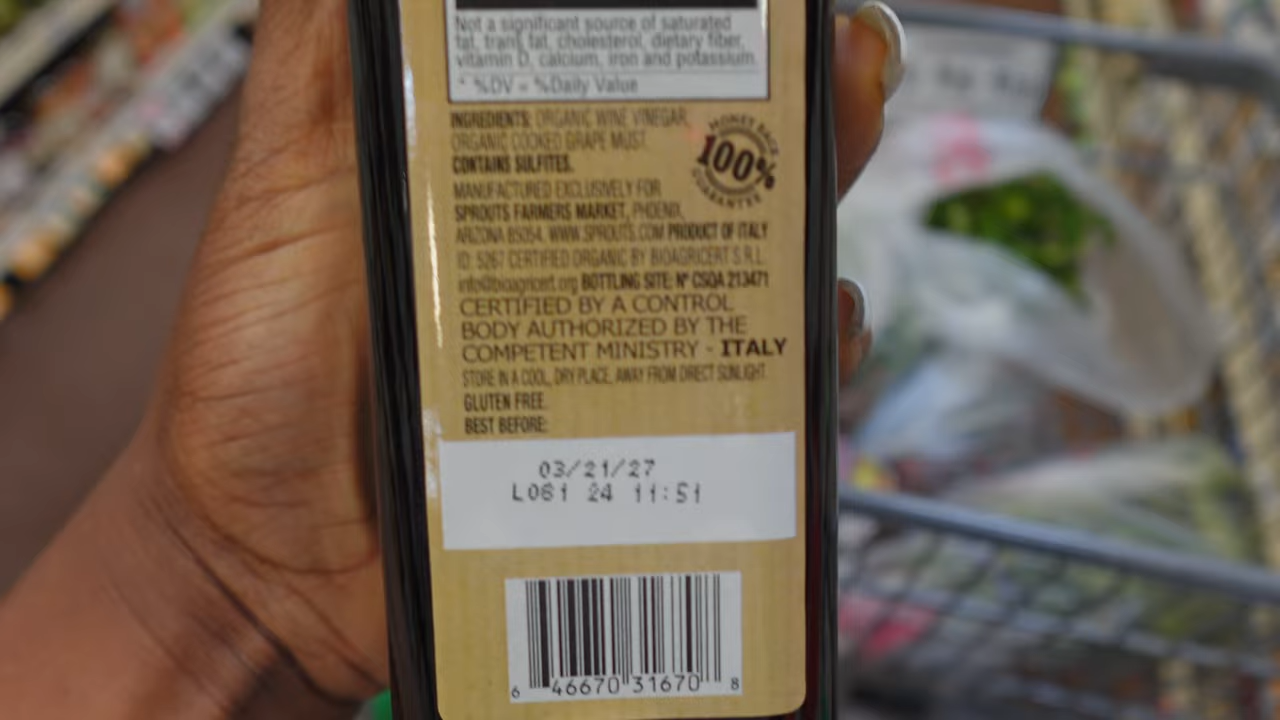 Not a significant source of saturated
fat, trans fat, cholesterol, dietary fiber,
vitamin D, calcium, iron and potassium.
* %DV = %Daily Value
INGREDIENTS: ORGANIC WINE VINEGAR,
ORGANIC COOKED GRAPE MUST.
CONTAINS SULFITES.
MONEY BACK
100%
GUARANTEE
MANUFACTURED EXCLUSIVELY FOR
SPROUTS FARMERS MARKET, PHOENIX,
ARIZONA 85054. WWW.SPROUTS.COM PRODUCT OF ITALY
ID: 5267 CERTIFIED ORGANIC BY BIOAGRICERT S.R.L.
info@bioagricert.org BOTTLING SITE: N° CSQA 213471
CERTIFIED BY A CONTROL
BODY AUTHORIZED BY THE
COMPETENT MINISTRY - ITALY
STORE IN A COOL, DRY PLACE, AWAY FROM DIRECT SUNLIGHT.
GLUTEN FREE.
BEST BEFORE:
03/21/27
L081 24 11:51
6 46670 31670 8